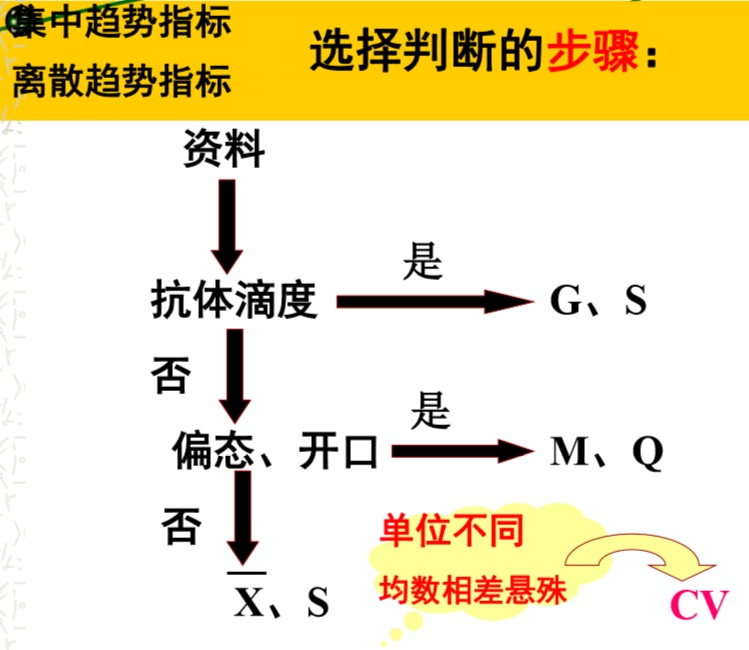 集中趋势指标
离散趋势指标
选择判断的步骤：
资料
抗体滴度
是
G、S
否
偏态、开口
是
M、Q
否
X、S
单位不同
均数相差悬殊
CV